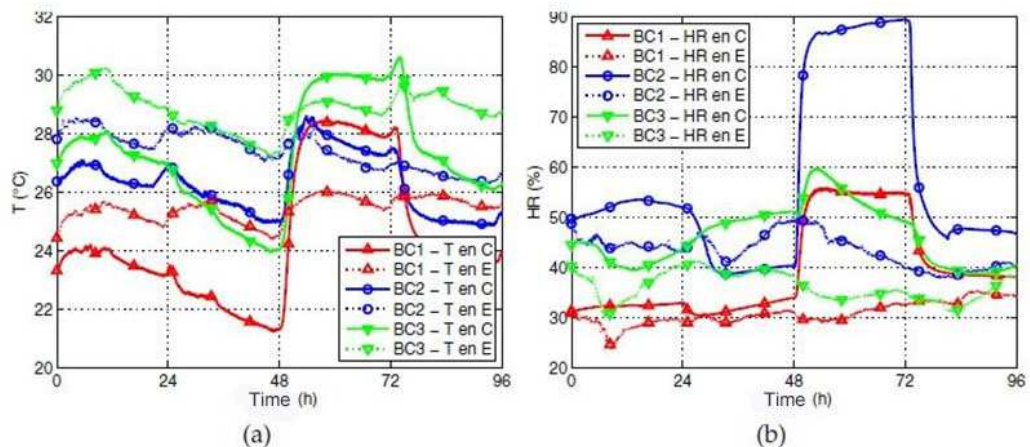 32
30
28
26
24
22
20
T (°C)
0
24
48
72
96
Time (h)
BC1 – T en C
BC1 – T en E
BC2 – T en C
BC2 – T en E
BC3 – T en C
BC3 – T en E
(a)
90
80
70
60
50
40
30
20
HR (%)
0
24
48
72
96
Time (h)
BC1 – HR en C
BC1 – HR en E
BC2 – HR en C
BC2 – HR en E
BC3 – HR en C
BC3 – HR en E
(b)